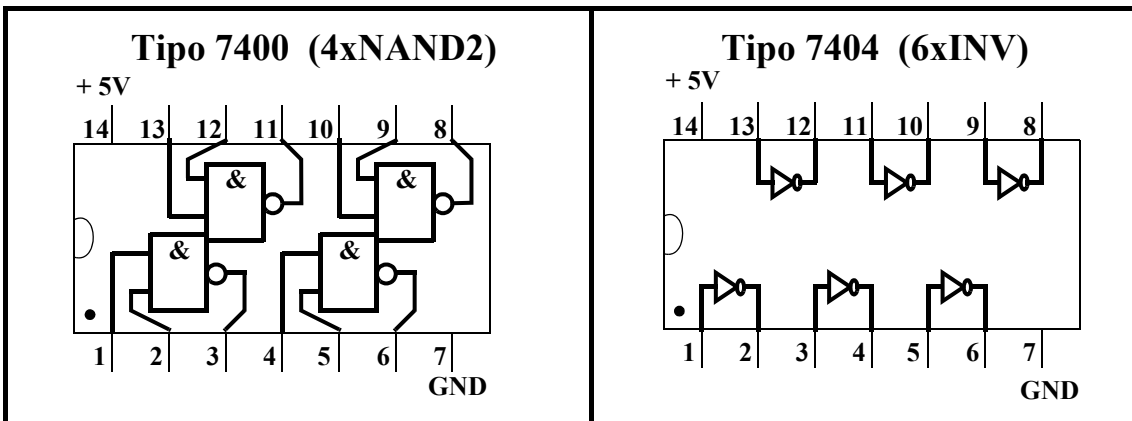 Tipo 7400 (4xNAND2)
+ 5V
14 13 12 11 10 9 8
&
&
&
&
1 2 3 4 5 6 7
GND
Tipo 7404 (6xINV)
+ 5V
14 13 12 11 10 9 8
1 2 3 4 5 6 7
GND